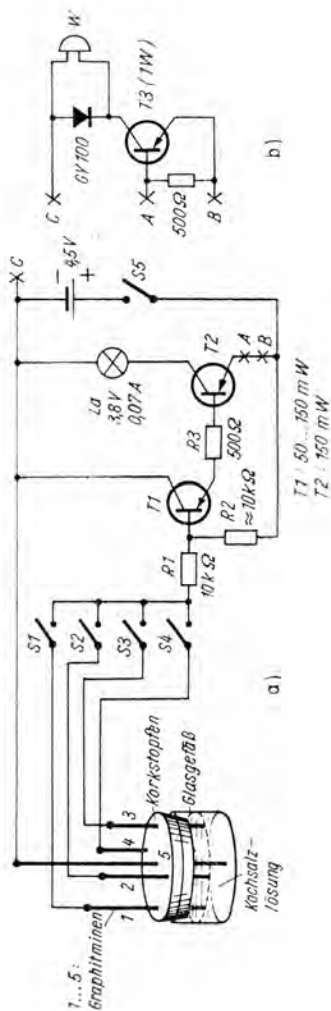 1...5:
Graphitminen
1
2
5
4
3
Korkstopfen
Glasgefäß
Kochsalz-
lösung
a)
S1
S2
S3
S4
R1
10kΩ
T1
R2
≈10kΩ
R3
500Ω
La
3,8V
0,07A
T2
A
B
−
4,5V
+
S5
C
T1 : 50...150 mW
T2 : 150 mW
C
GY100
W
T3 (1W)
A
500Ω
B
b)